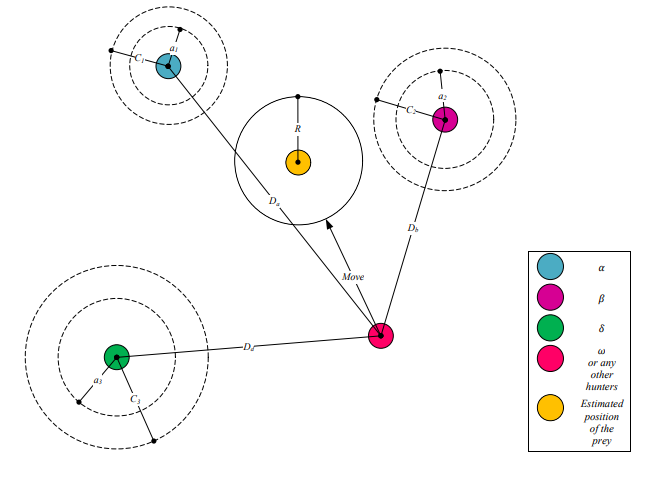 a1
C1
a2
C2
R
Da
Db
Move
Dd
a3
C3
α
β
δ
ω
or any
other
hunters
Estimated
position
of the
prey